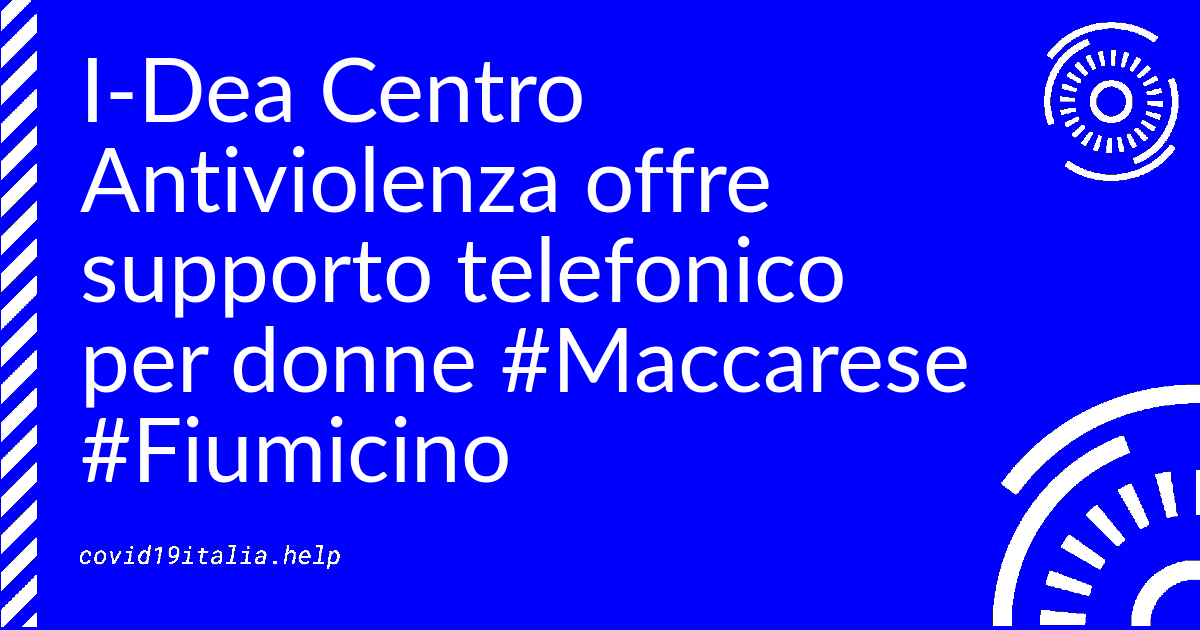 I-Dea Centro
Antiviolenza offre
supporto telefonico
per donne #Maccarese
#Fiumicino
covid19italia.help